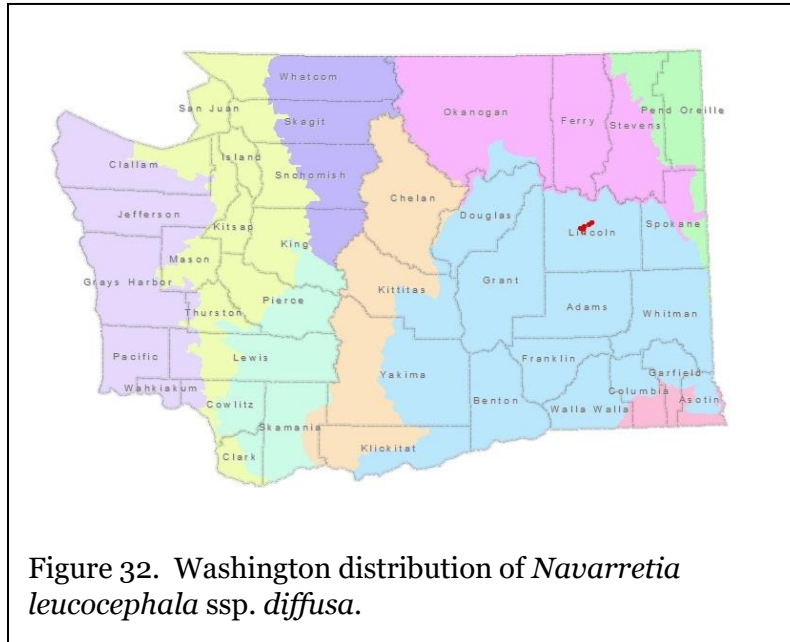 Whatcom
San Juan
Skagit
Okanogan
Ferry
Stevens
Pend Oreille
Island
Clallam
Snohomish
Chelan
Jefferson
Kitsap
Douglas
Lincoln
Spokane
King
Mason
Grays Harbor
Kittitas
Grant
Pierce
Thurston
Adams
Whitman
Pacific
Lewis
Yakima
Franklin
Garfield
Wahkiakum
Cowlitz
Columbia
Asotin
Benton
Walla Walla
Skamania
Klickitat
Clark
Figure 32. Washington distribution of Navarretia
leucocephala ssp. diffusa.